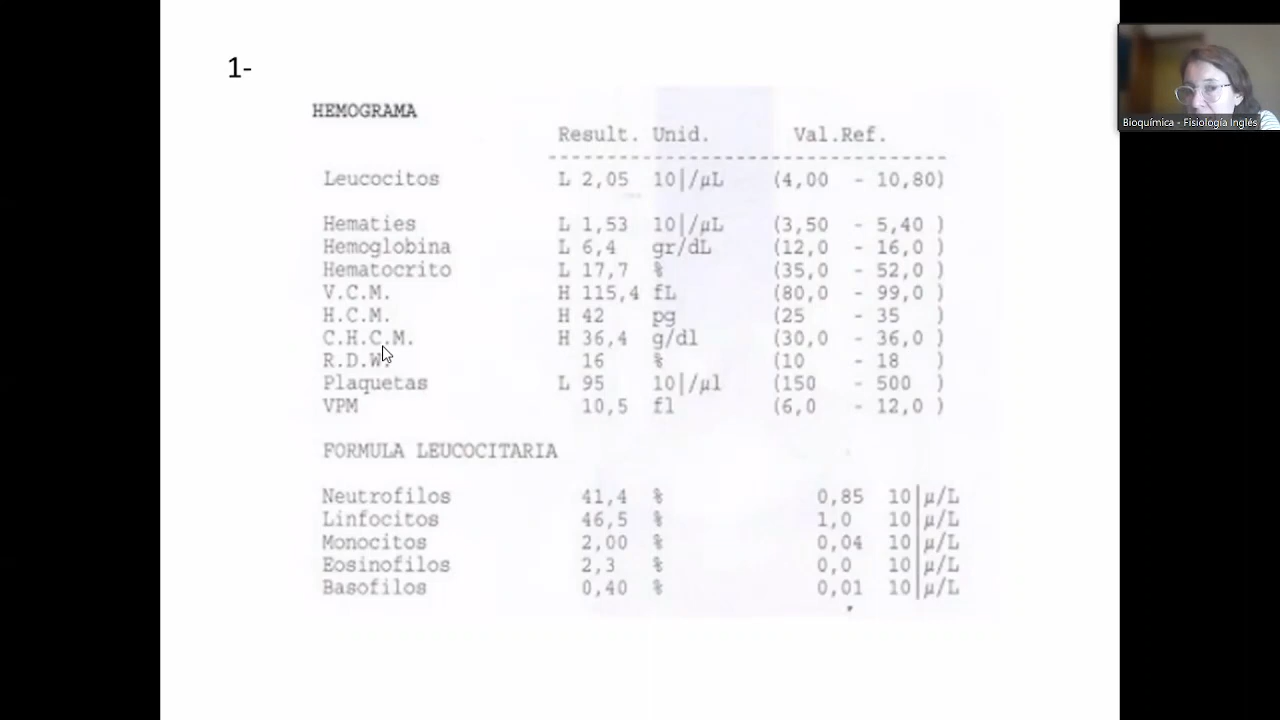 1-
HEMOGRAMA
Result. Unid. Val.Ref.
Leucocitos L 2,05 10|/µL (4,00 - 10,80)
Hematies L 1,53 10|/µL (3,50 - 5,40 )
Hemoglobina L 6,4 gr/dL (12,0 - 16,0 )
Hematocrito L 17,7 % (35,0 - 52,0 )
V.C.M. H 115,4 fL (80,0 - 99,0 )
H.C.M. H 42 pg (25 - 35 )
C.H.C.M. H 36,4 g/dl (30,0 - 36,0 )
R.D.W. 16 % (10 - 18 )
Plaquetas L 95 10|/µl (150 - 500 )
VPM 10,5 fl (6,0 - 12,0 )
FORMULA LEUCOCITARIA
Neutrofilos 41,4 % 0,85 10|µ/L
Linfocitos 46,5 % 1,0 10|µ/L
Monocitos 2,00 % 0,04 10|µ/L
Eosinofilos 2,3 % 0,0 10|µ/L
Basofilos 0,40 % 0,01 10|µ/L
Bioquímica - Fisiología Inglés